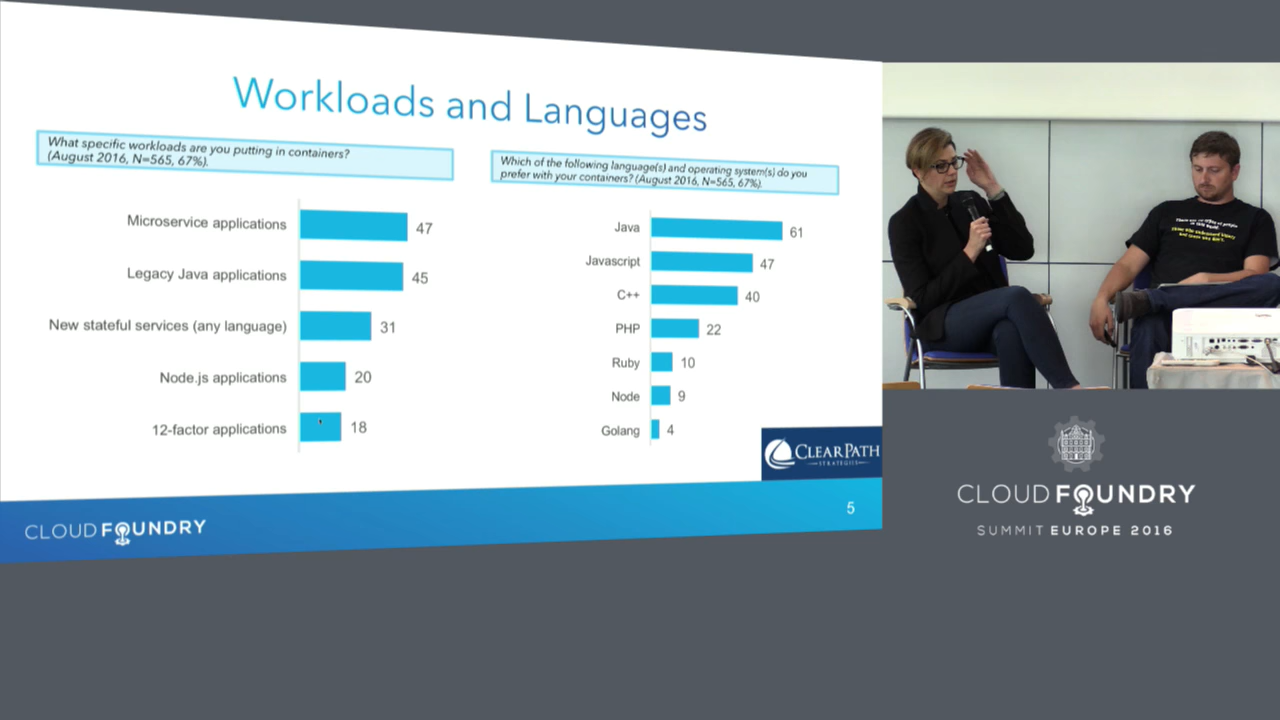 Workloads and Languages
What specific workloads are you putting in containers?
(August 2016, N=565, 67%).
Microservice applications 47
Legacy Java applications 45
New stateful services (any language) 31
Node.js applications 20
12-factor applications 18
Which of the following language(s) and operating system(s) do you
prefer with your containers? (August 2016, N=565, 67%).
Java 61
Javascript 47
C++ 40
PHP 22
Ruby 10
Node 9
Golang 4
CLEARPATH
STRATEGIES
CLOUD FOUNDRY
5
CLOUD FOUNDRY
SUMMIT EUROPE 2016